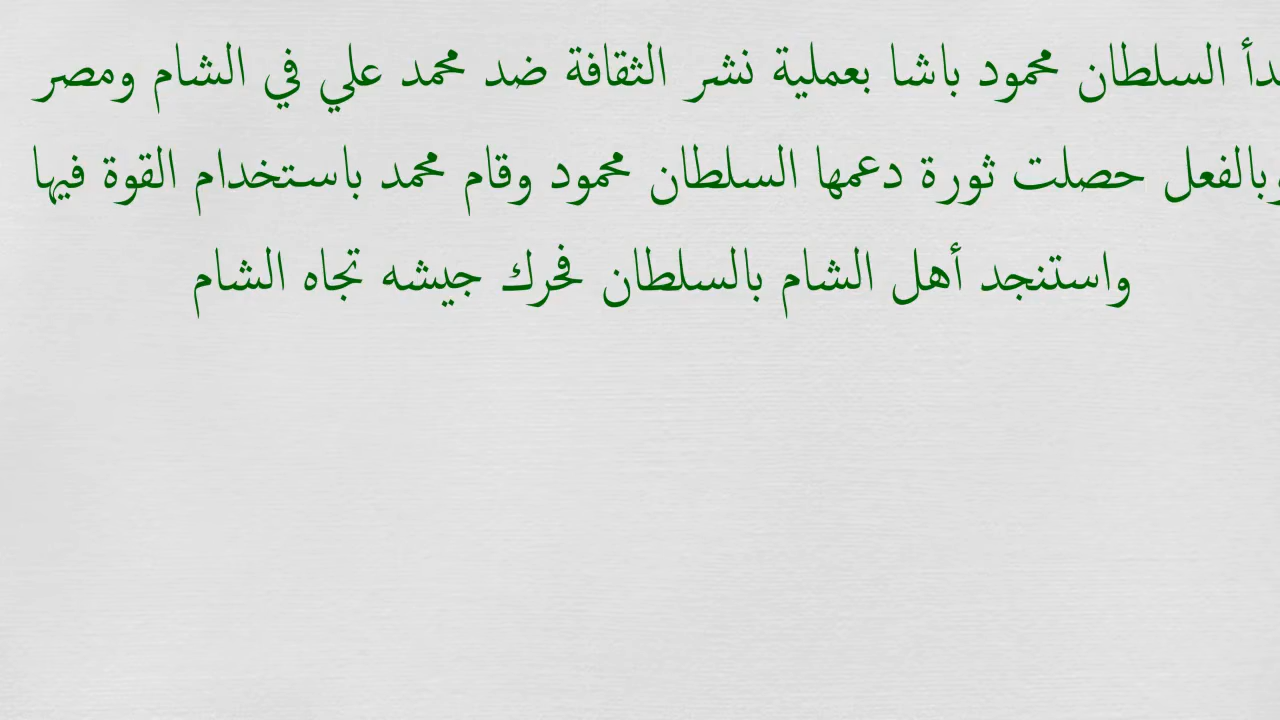 دأ السلطان محمود باشا بعملية نشر الثقافة ضد محمد علي في الشام ومصر
وبالفعل حصلت ثورة دعمها السلطان محمود وقام محمد باستخدام القوة فيها
واستنجد أهل الشام بالسلطان فحرك جيشه تجاه الشام